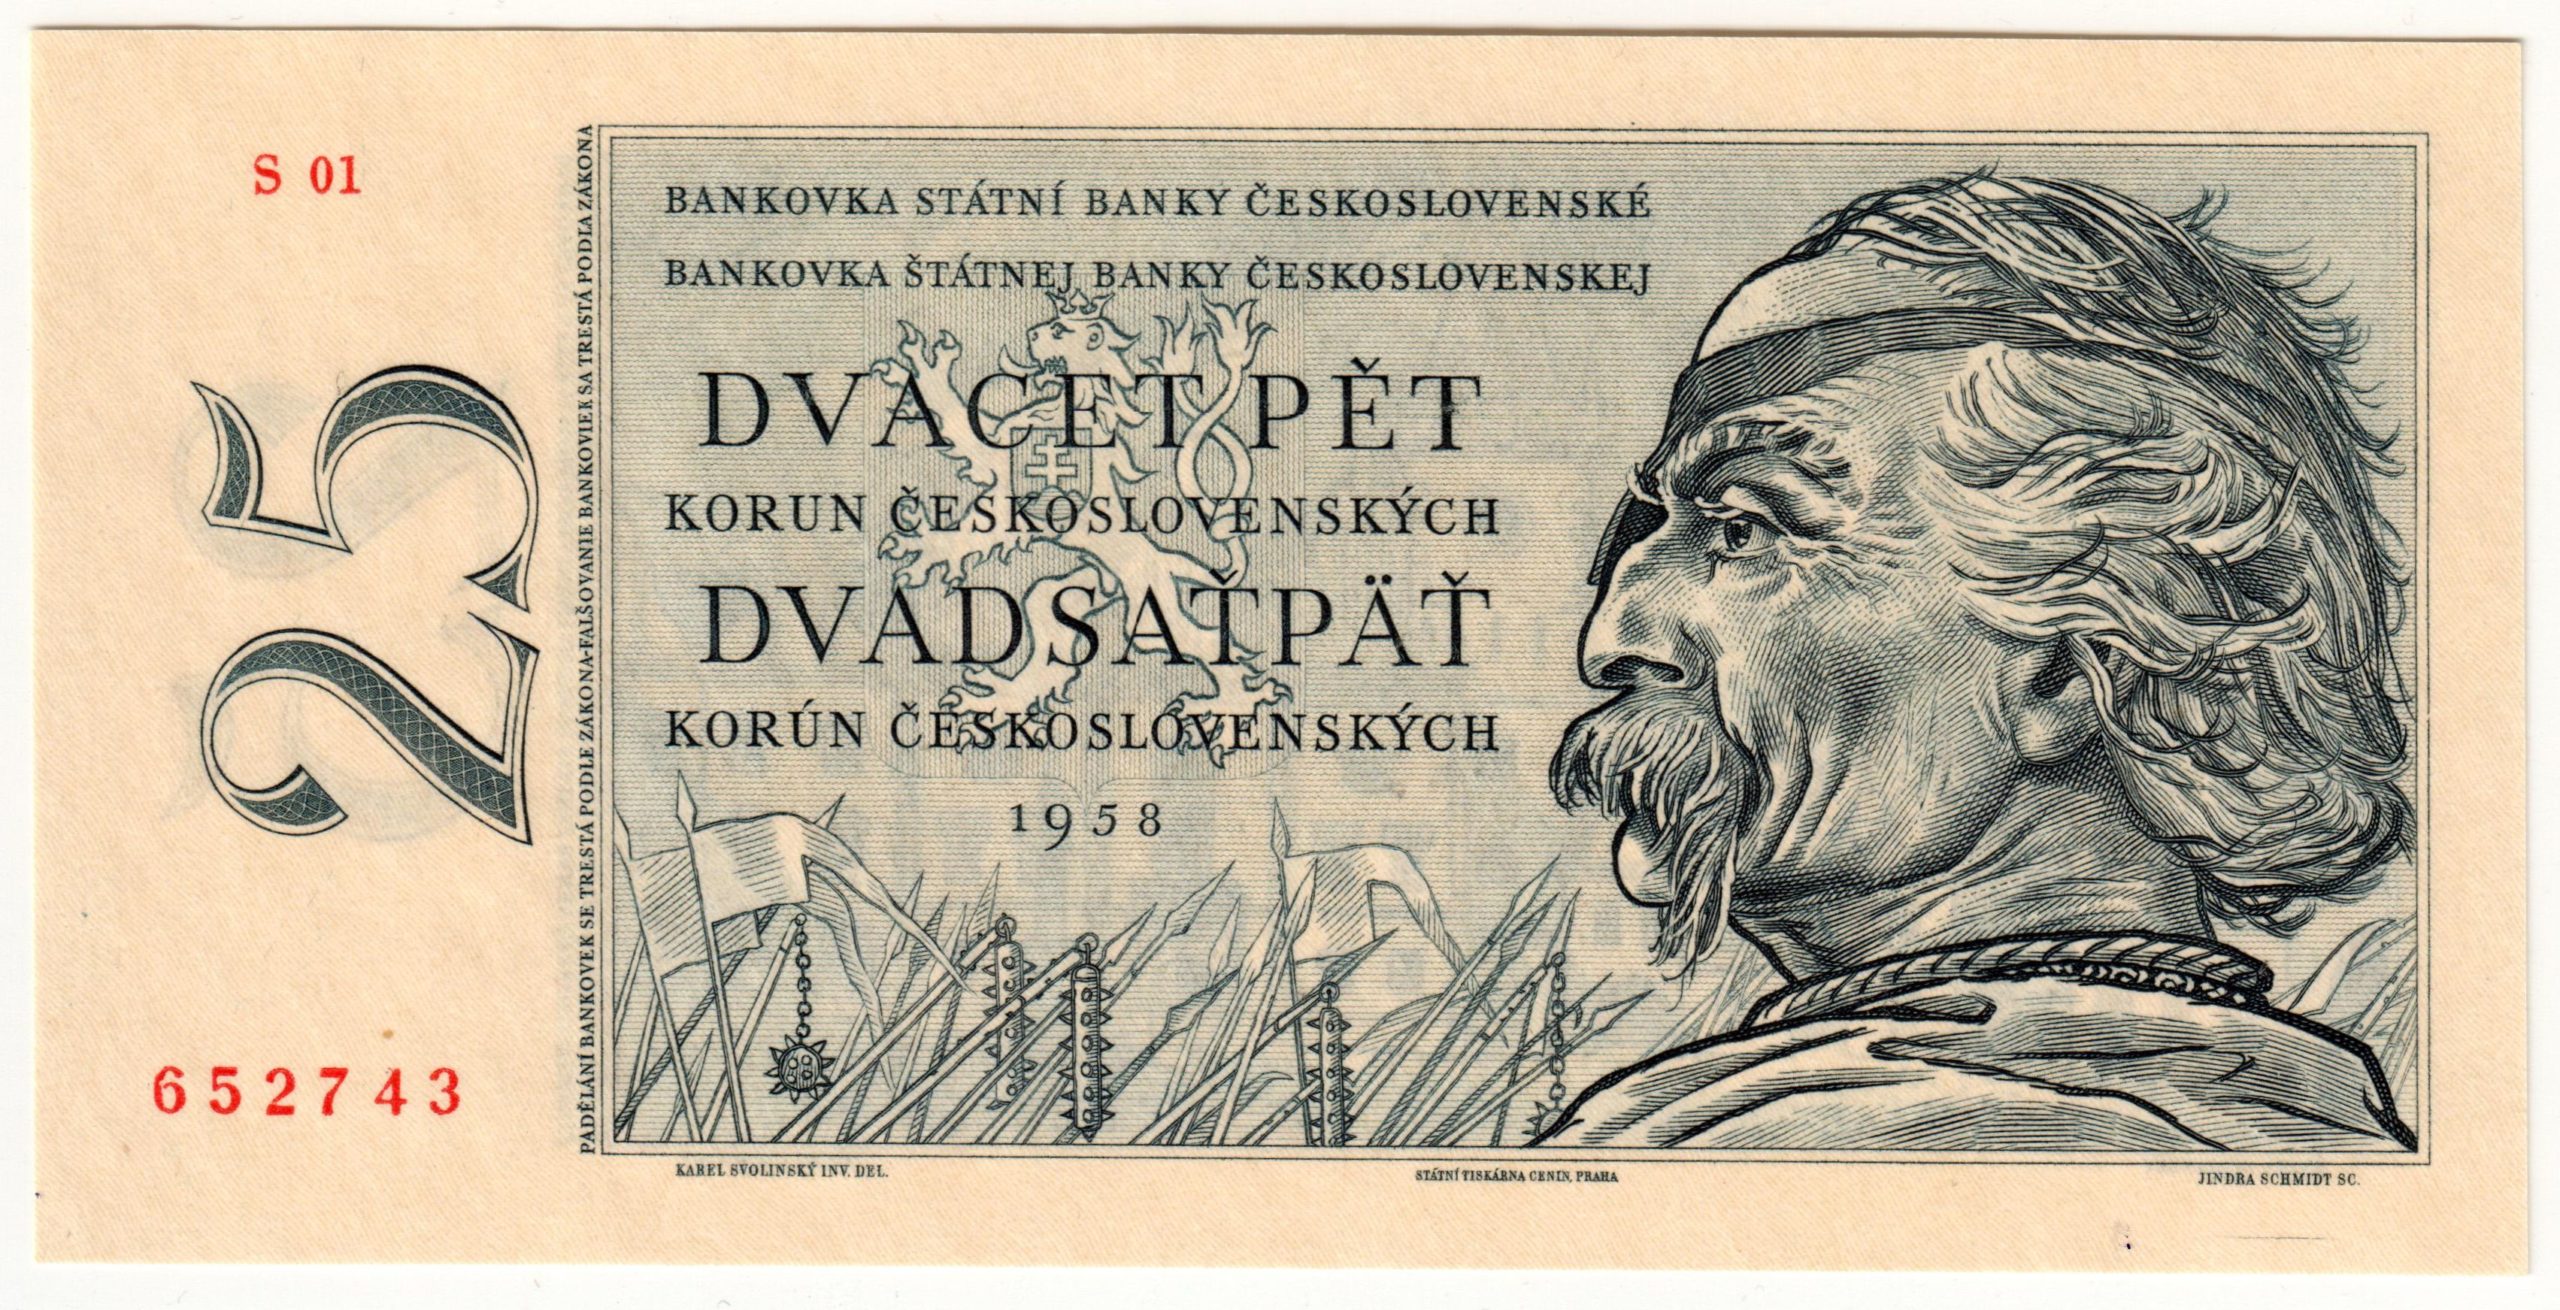 S 01
BANKOVKA STÁTNÍ BANKY ČESKOSLOVENSKÉ
BANKOVKA ŠTÁTNEJ BANKY ČESKOSLOVENSKEJ
DVACET PĚT
KORUN ČESKOSLOVENSKÝCH
DVADSAŤPÄŤ
KORÚN ČESKOSLOVENSKÝCH
1958
25
652743
PADĚLÁNÍ BANKOVEK SE TRESTÁ PODLE ZÁKONA-FALŠOVANIE BANKOVIEK SA TRESTÁ PODĽA ZÁKONA
KAREL SVOLINSKÝ INV. DEL.
STÁTNÍ TISKÁRNA CENIN, PRAHA
JINDRA SCHMIDT SC.